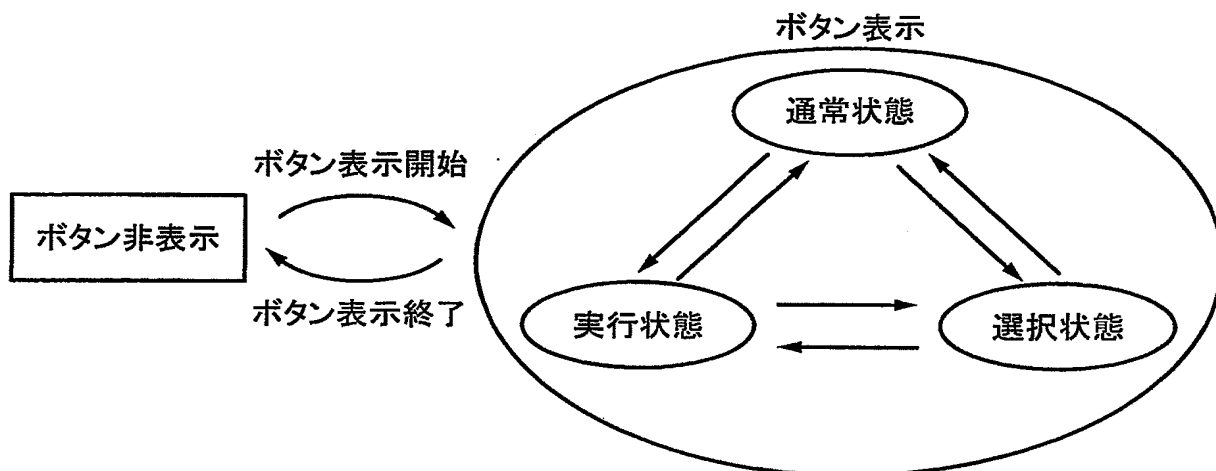 ボタン表示
通常状態
ボタン表示開始
ボタン非表示
ボタン表示終了
実行状態
選択状態